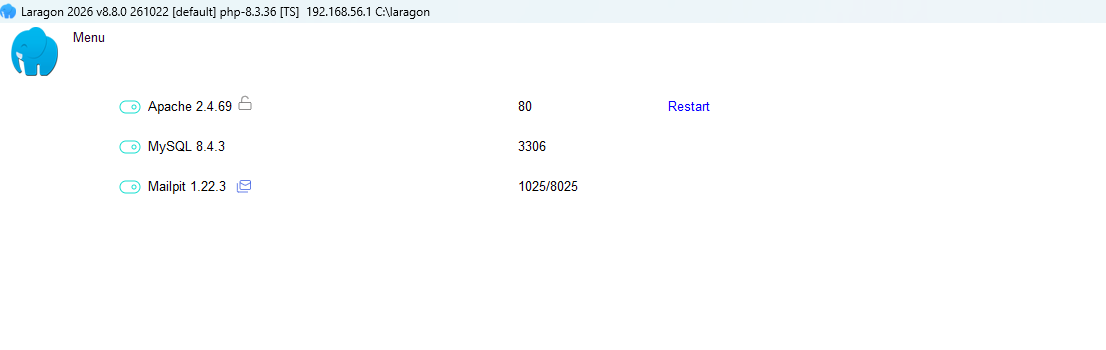 Laragon 2026 v8.8.0 261022 [default] php-8.3.36 [TS]  192.168.56.1 C:\laragon
Menu
Apache 2.4.69 80 Restart
MySQL 8.4.3 3306
Mailpit 1.22.3 1025/8025